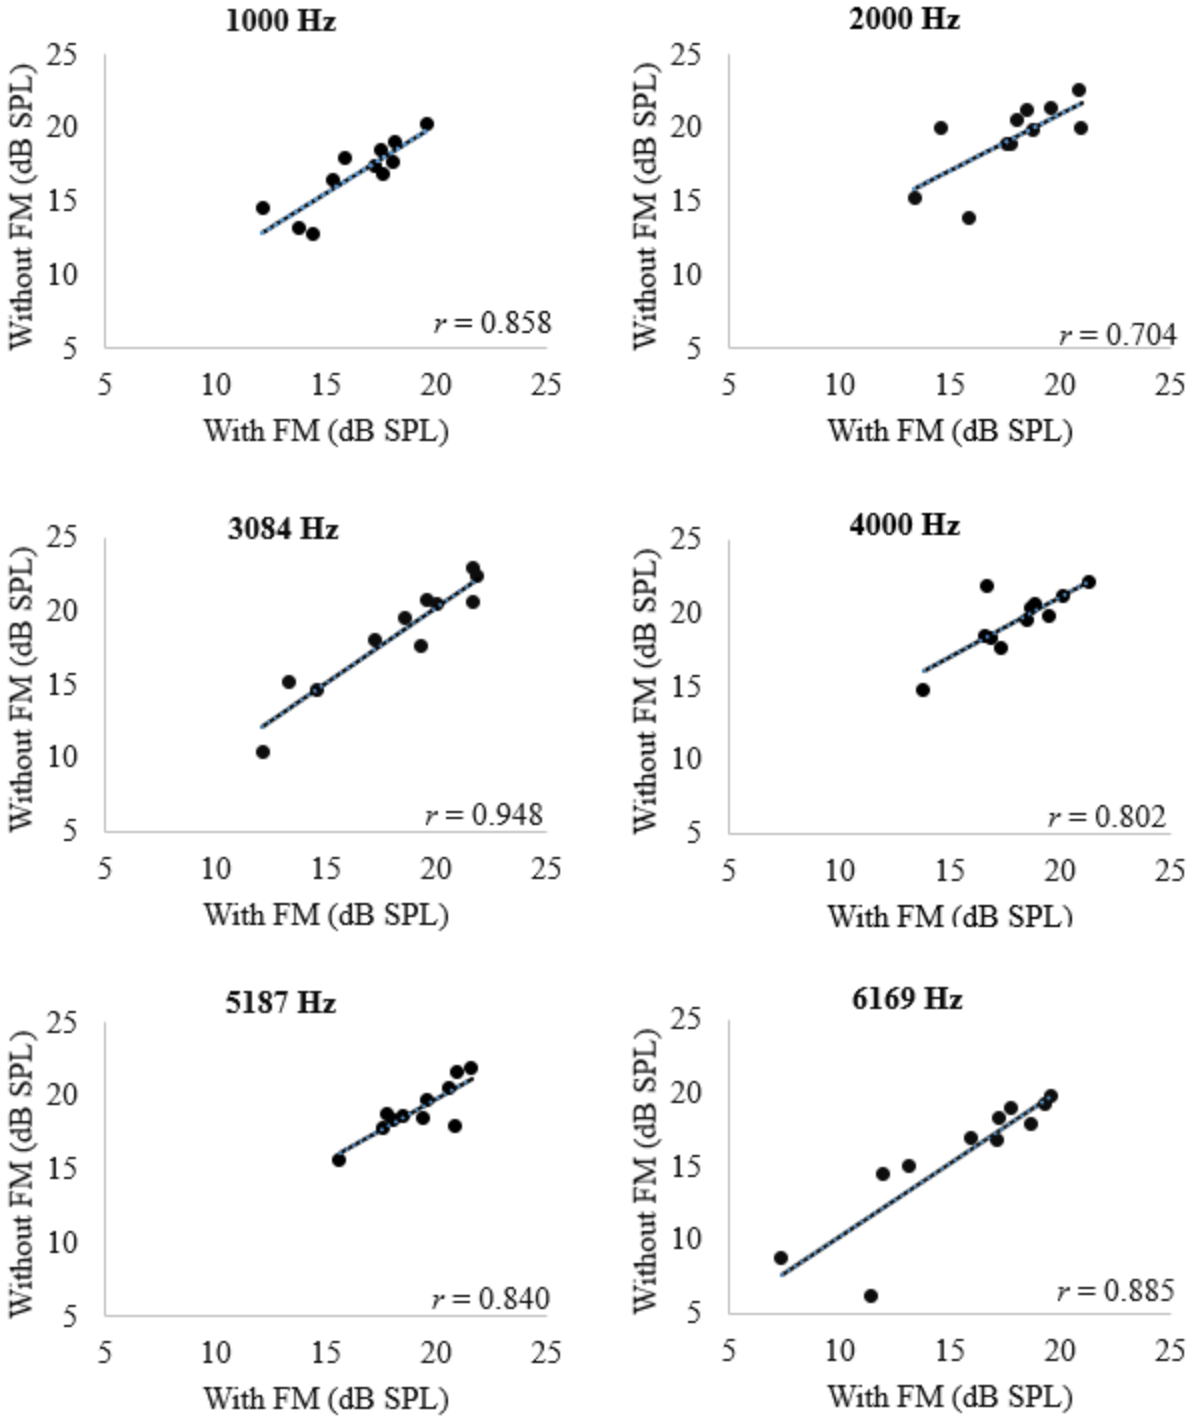 1000 Hz
25
20
15
10
5
Without FM (dB SPL)
r = 0.858
5 10 15 20 25
With FM (dB SPL)
2000 Hz
25
20
15
10
5
Without FM (dB SPL)
r = 0.704
5 10 15 20 25
With FM (dB SPL)
3084 Hz
25
20
15
10
5
Without FM (dB SPL)
r = 0.948
5 10 15 20 25
With FM (dB SPL)
4000 Hz
25
20
15
10
5
Without FM (dB SPL)
r = 0.802
5 10 15 20 25
With FM (dB SPL)
5187 Hz
25
20
15
10
5
Without FM (dB SPL)
r = 0.840
5 10 15 20 25
With FM (dB SPL)
6169 Hz
25
20
15
10
5
Without FM (dB SPL)
r = 0.885
5 10 15 20 25
With FM (dB SPL)